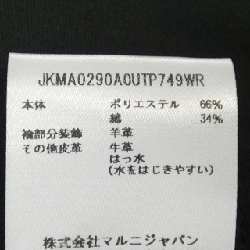 JKMA0290A0UTP749WR
本体 ポリエステル 66%
綿 34%
袖部分装飾 羊革
その他皮革 牛革
はっ水
(水をはじきやすい)
株式会社マルニジャパン